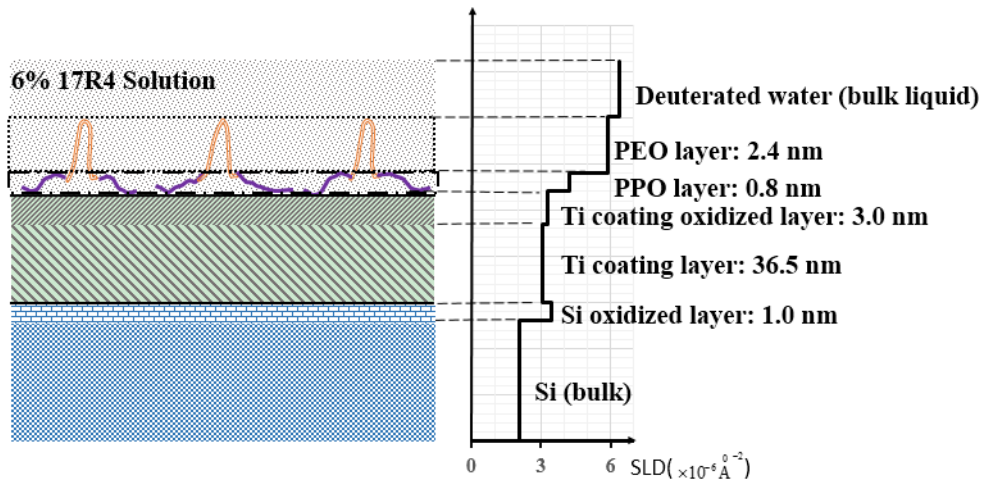 6% 17R4 Solution
Deuterated water (bulk liquid)
PEO layer: 2.4 nm
PPO layer: 0.8 nm
Ti coating oxidized layer: 3.0 nm
Ti coating layer: 36.5 nm
Si oxidized layer: 1.0 nm
Si (bulk)
0 3 6 SLD( ×10⁻⁶ Å⁻²)